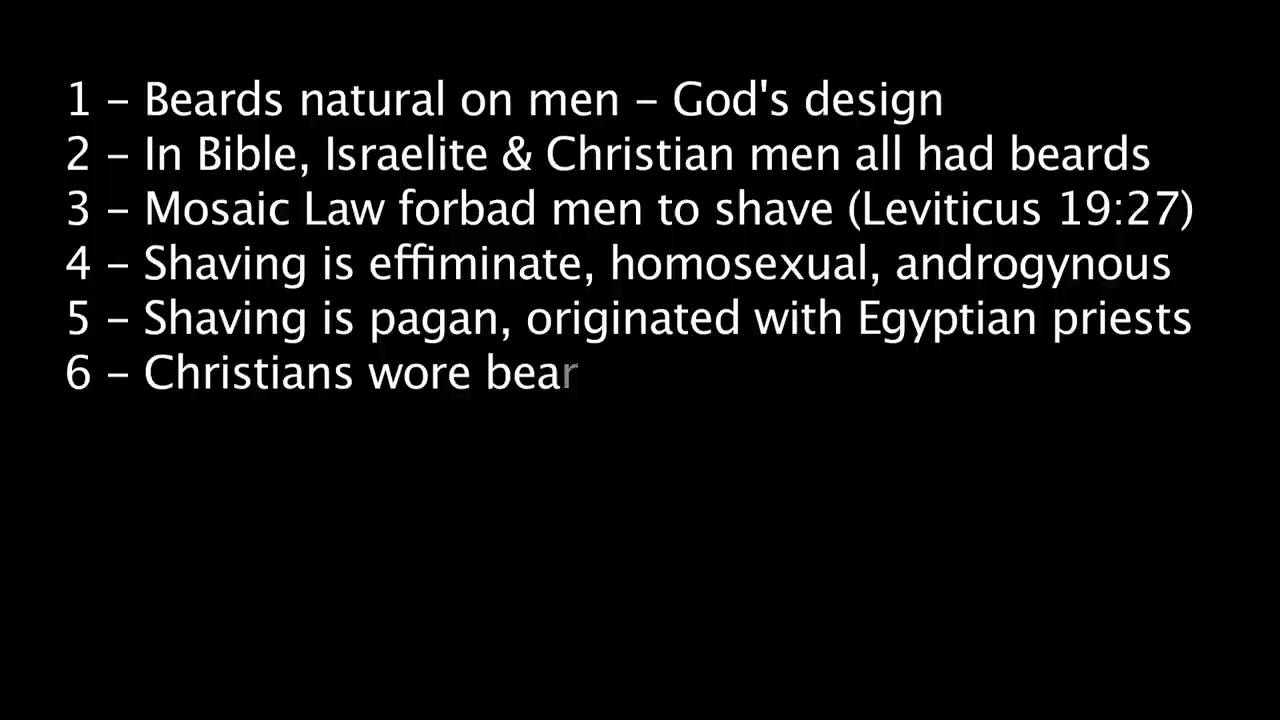 1 – Beards natural on men – God's design
2 – In Bible, Israelite & Christian men all had beards
3 – Mosaic Law forbad men to shave (Leviticus 19:27)
4 – Shaving is effiminate, homosexual, androgynous
5 – Shaving is pagan, originated with Egyptian priests
6 – Christians wore bear